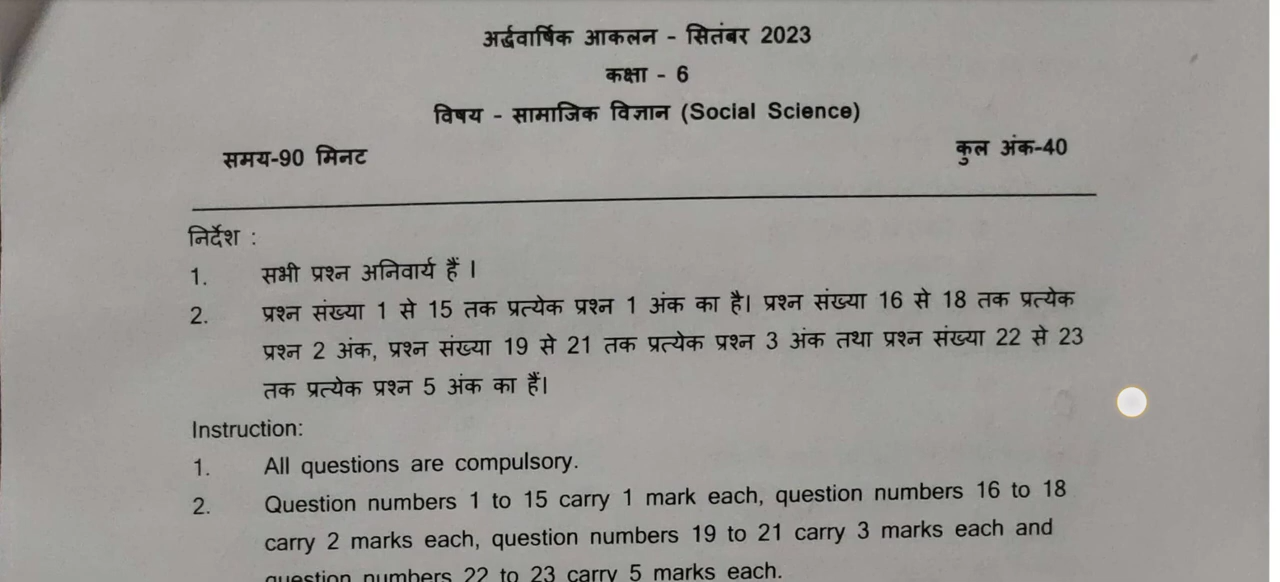 अर्द्धवार्षिक आकलन - सितंबर 2023
कक्षा - 6
विषय - सामाजिक विज्ञान (Social Science)
समय-90 मिनट कुल अंक-40
निर्देश :
1. सभी प्रश्न अनिवार्य हैं ।
2. प्रश्न संख्या 1 से 15 तक प्रत्येक प्रश्न 1 अंक का है। प्रश्न संख्या 16 से 18 तक प्रत्येक
प्रश्न 2 अंक, प्रश्न संख्या 19 से 21 तक प्रत्येक प्रश्न 3 अंक तथा प्रश्न संख्या 22 से 23
तक प्रत्येक प्रश्न 5 अंक का हैं।
Instruction:
1. All questions are compulsory.
2. Question numbers 1 to 15 carry 1 mark each, question numbers 16 to 18
carry 2 marks each, question numbers 19 to 21 carry 3 marks each and
question numbers 22 to 23 carry 5 marks each.